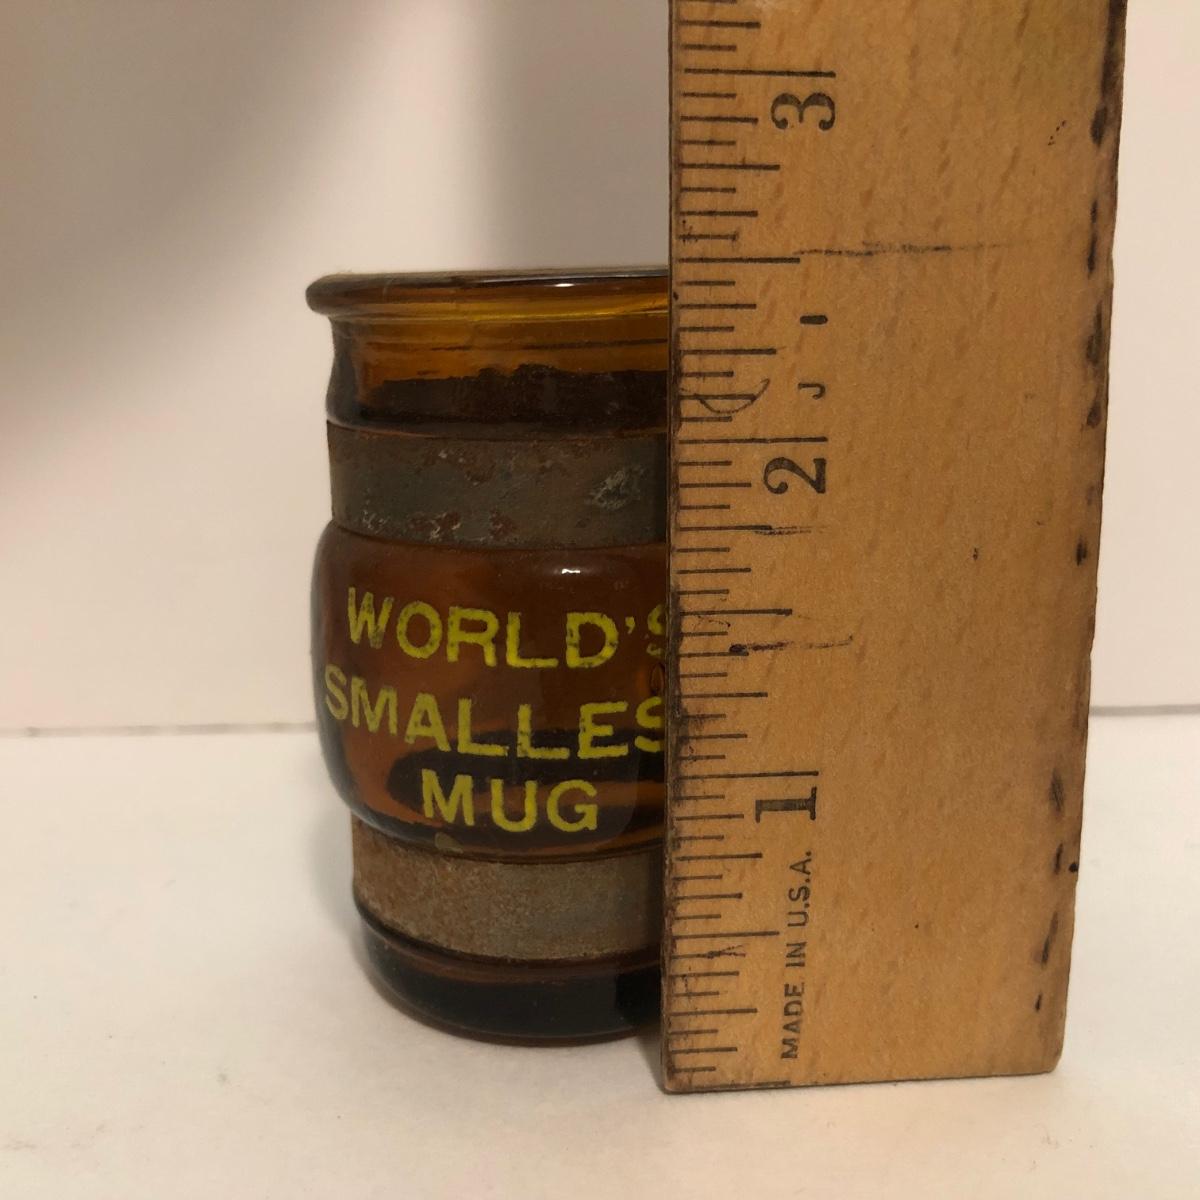 WORLD'S
SMALLES
MUG
3
2
1
MADE IN U.S.A.